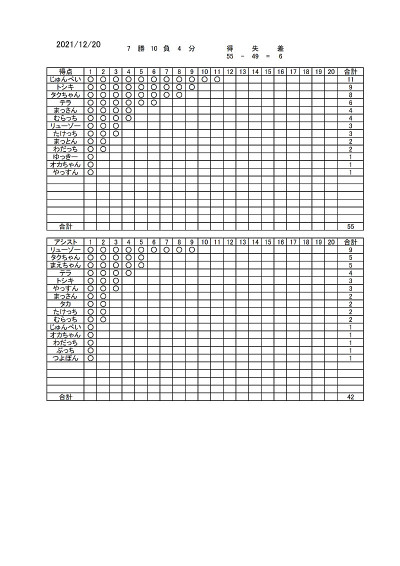 2021/12/20
7 勝 10 負 4 分 得 失 差
55 - 49 = 6
得点 1 2 3 4 5 6 7 8 9 10 11 12 13 14 15 16 17 18 19 20 合計
じゅんぺい 〇 〇 〇 〇 〇 〇 〇 〇 〇 〇 〇 11
トシキ 〇 〇 〇 〇 〇 〇 〇 〇 〇 9
タクちゃん 〇 〇 〇 〇 〇 〇 〇 〇 8
テラ 〇 〇 〇 〇 〇 〇 6
まっさん 〇 〇 〇 〇 4
むらっち 〇 〇 〇 〇 4
リューソー 〇 〇 〇 3
たけっち 〇 〇 〇 3
まっとん 〇 〇 2
わだっち 〇 〇 2
ゆっきー 〇 1
オカちゃん 〇 1
やっすん 〇 1
合計 55
アシスト 1 2 3 4 5 6 7 8 9 10 11 12 13 14 15 16 17 18 19 20 合計
リューソー 〇 〇 〇 〇 〇 〇 〇 〇 〇 9
タクちゃん 〇 〇 〇 〇 〇 5
まえちゃん 〇 〇 〇 〇 〇 5
テラ 〇 〇 〇 〇 4
トシキ 〇 〇 〇 3
やっすん 〇 〇 〇 3
まっさん 〇 〇 2
タカ 〇 〇 2
たけっち 〇 〇 2
むらっち 〇 〇 2
じゅんぺい 〇 1
オカちゃん 〇 1
わだっち 〇 1
ぶっち 〇 1
つよぽん 〇 1
合計 42